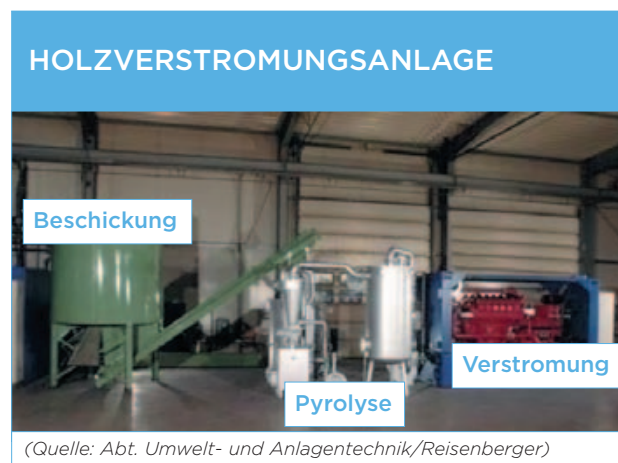 HOLZVERSTROMUNGSANLAGE
Beschickung
Verstromung
Pyrolyse
(Quelle: Abt. Umwelt- und Anlagentechnik/Reisenberger)